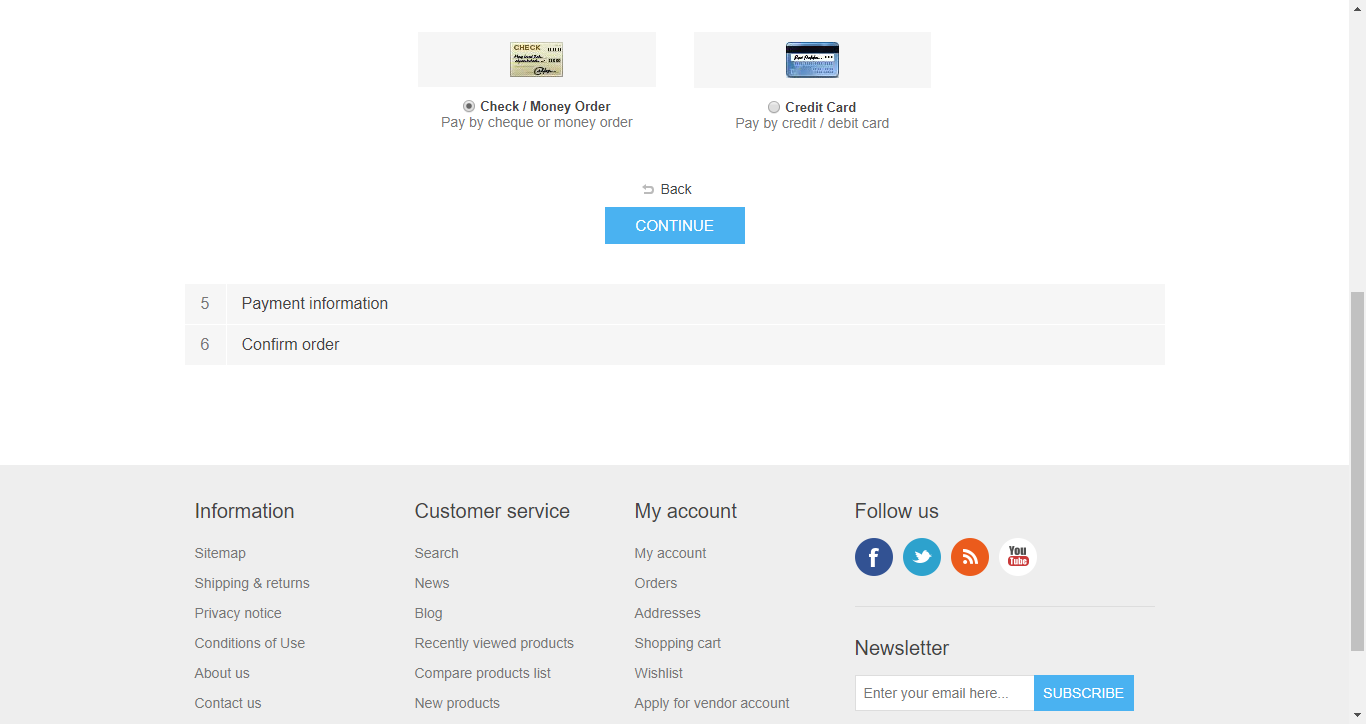 CHECK
Check / Money Order
Pay by cheque or money order
Credit Card
Pay by credit / debit card
Back
CONTINUE
5 Payment information
6 Confirm order
Information
Sitemap
Shipping & returns
Privacy notice
Conditions of Use
About us
Contact us
Customer service
Search
News
Blog
Recently viewed products
Compare products list
New products
My account
My account
Orders
Addresses
Shopping cart
Wishlist
Apply for vendor account
Follow us
f
You
Tube
Newsletter
Enter your email here...
SUBSCRIBE